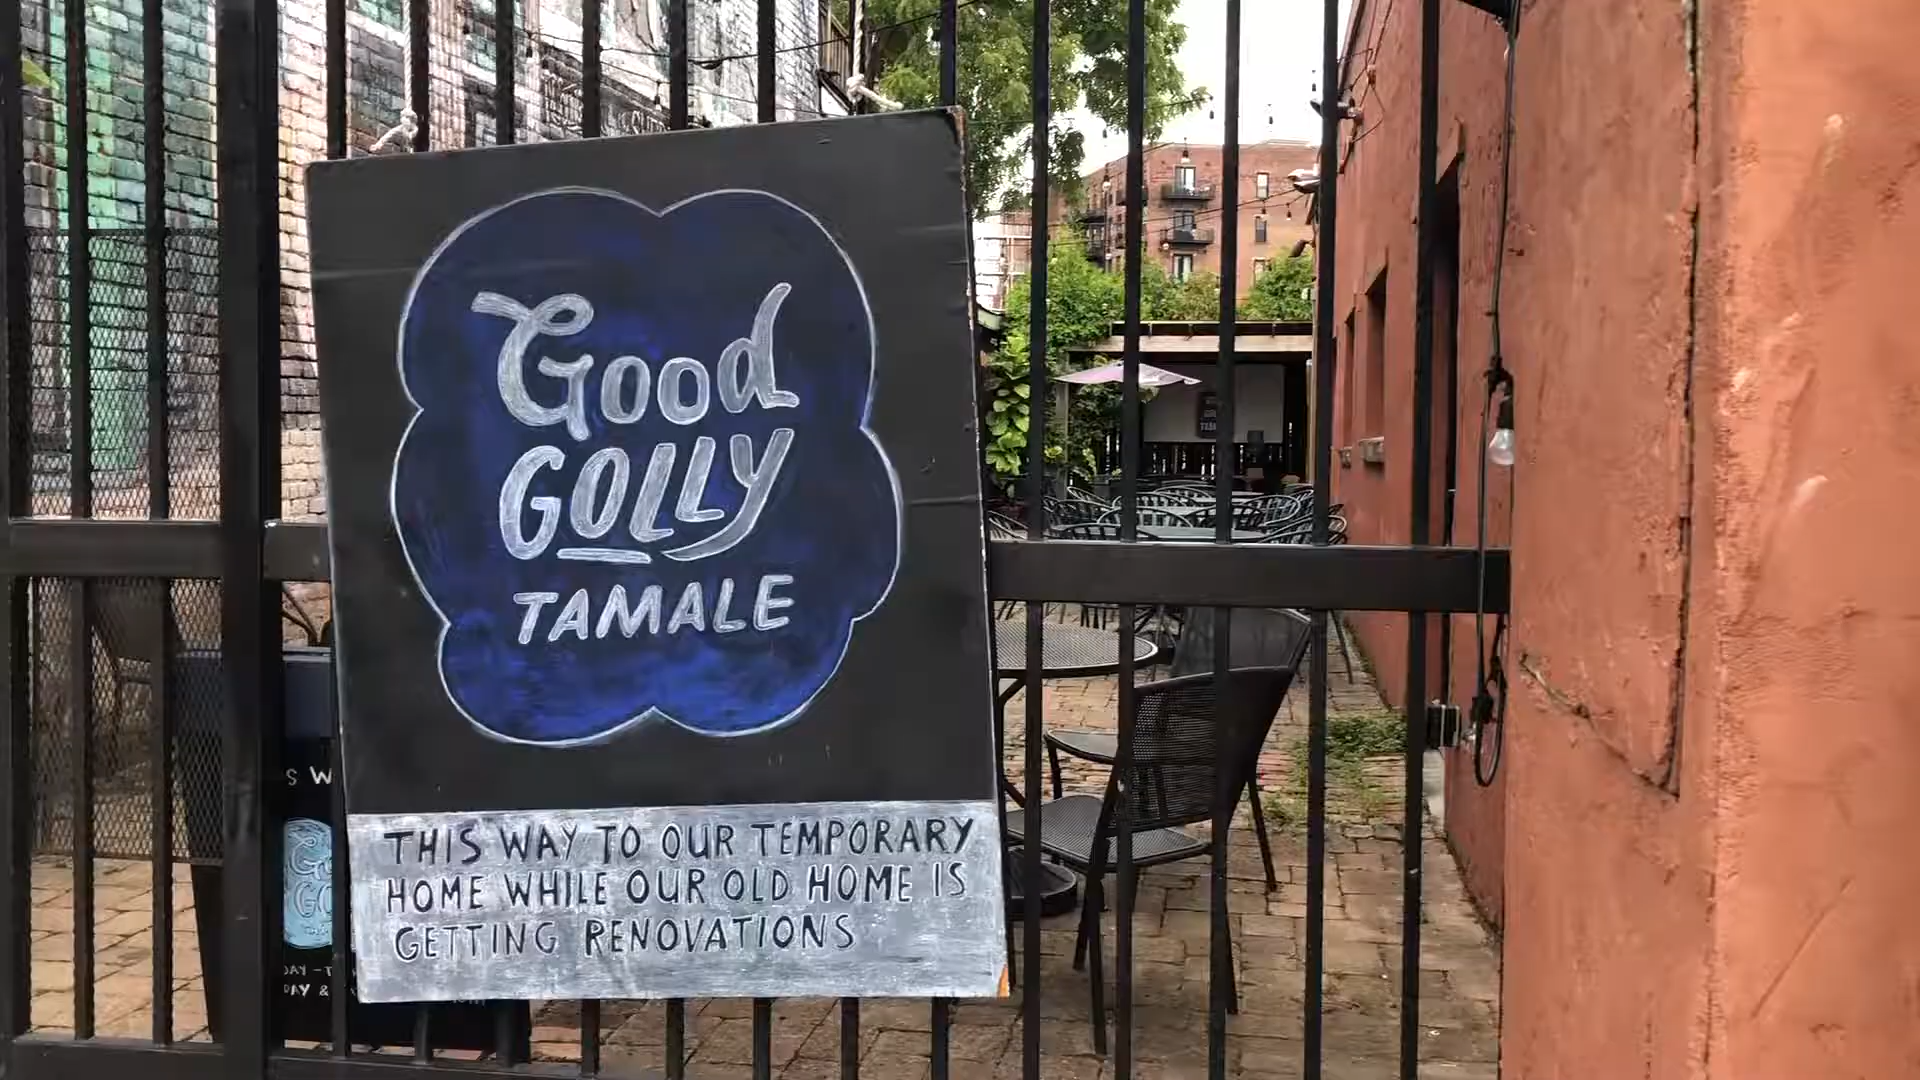 Good
GOLLY
TAMALE
THIS WAY TO OUR TEMPORARY
HOME WHILE OUR OLD HOME IS
GETTING RENOVATIONS